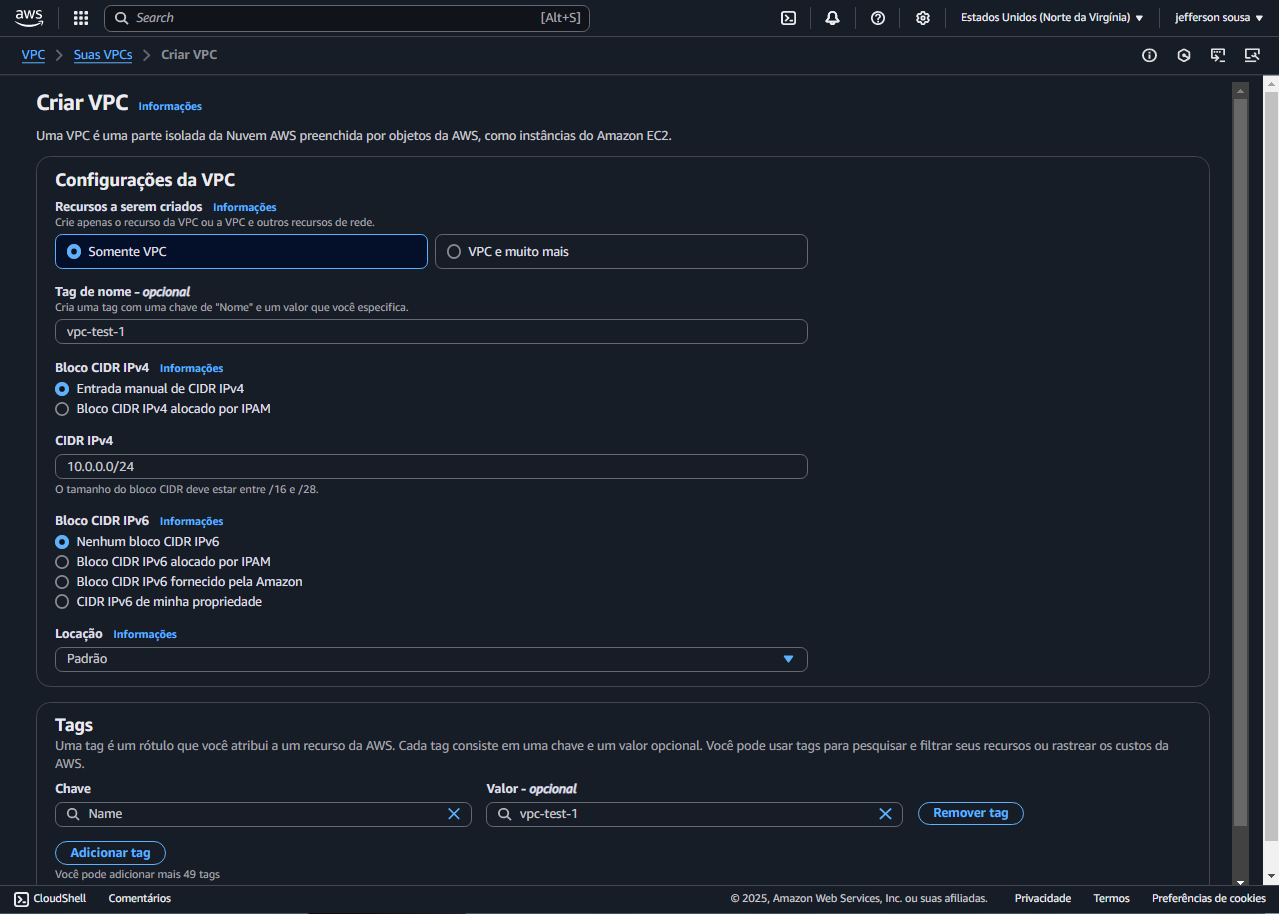 aws
Search [Alt+S]
Estados Unidos (Norte da Virgínia)
jefferson sousa
VPC > Suas VPCs > Criar VPC
Criar VPC Informações
Uma VPC é uma parte isolada da Nuvem AWS preenchida por objetos da AWS, como instâncias do Amazon EC2.
Configurações da VPC
Recursos a serem criados Informações
Crie apenas o recurso da VPC ou a VPC e outros recursos de rede.
Somente VPC
VPC e muito mais
Tag de nome - opcional
Cria uma tag com uma chave de "Nome" e um valor que você especifica.
vpc-test-1
Bloco CIDR IPv4 Informações
Entrada manual de CIDR IPv4
Bloco CIDR IPv4 alocado por IPAM
CIDR IPv4
10.0.0.0/24
O tamanho do bloco CIDR deve estar entre /16 e /28.
Bloco CIDR IPv6 Informações
Nenhum bloco CIDR IPv6
Bloco CIDR IPv6 alocado por IPAM
Bloco CIDR IPv6 fornecido pela Amazon
CIDR IPv6 de minha propriedade
Locação Informações
Padrão
Tags
Uma tag é um rótulo que você atribui a um recurso da AWS. Cada tag consiste em uma chave e um valor opcional. Você pode usar tags para pesquisar e filtrar seus recursos ou rastrear os custos da
AWS.
Chave
Valor - opcional
Name
vpc-test-1
Remover tag
Adicionar tag
Você pode adicionar mais 49 tags
CloudShell
Comentários
© 2025, Amazon Web Services, Inc. ou suas afiliadas.
Privacidade
Termos
Preferências de cookies